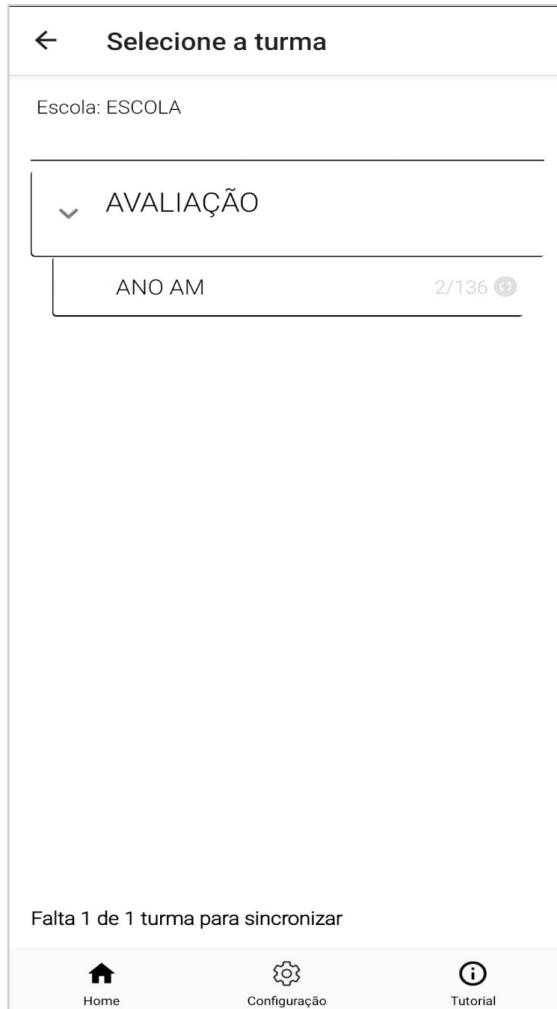 Selecione a turma
Escola: ESCOLA
AVALIAÇÃO
ANO AM 2/136
Falta 1 de 1 turma para sincronizar
Home Configuração Tutorial